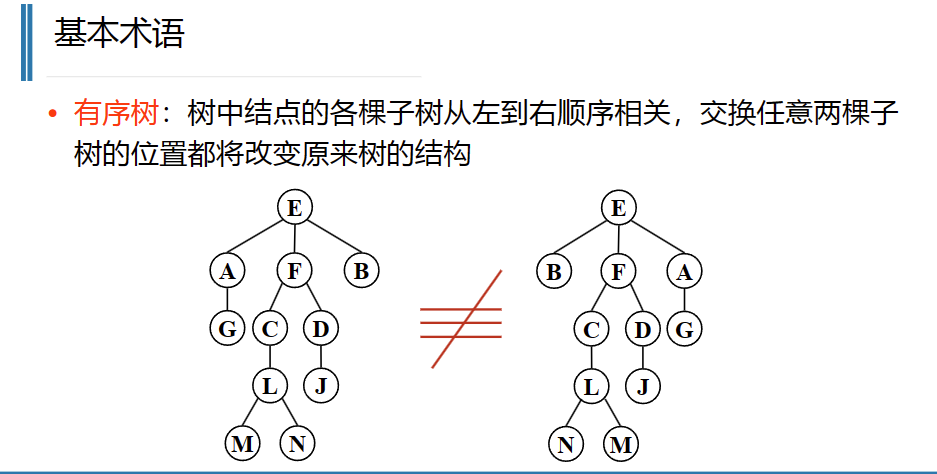 基本术语
• 有序树：树中结点的各棵子树从左到右顺序相关，交换任意两棵子
树的位置都将改变原来树的结构
E E
A F B B F A
G C D C D G
L J L J
M N N M